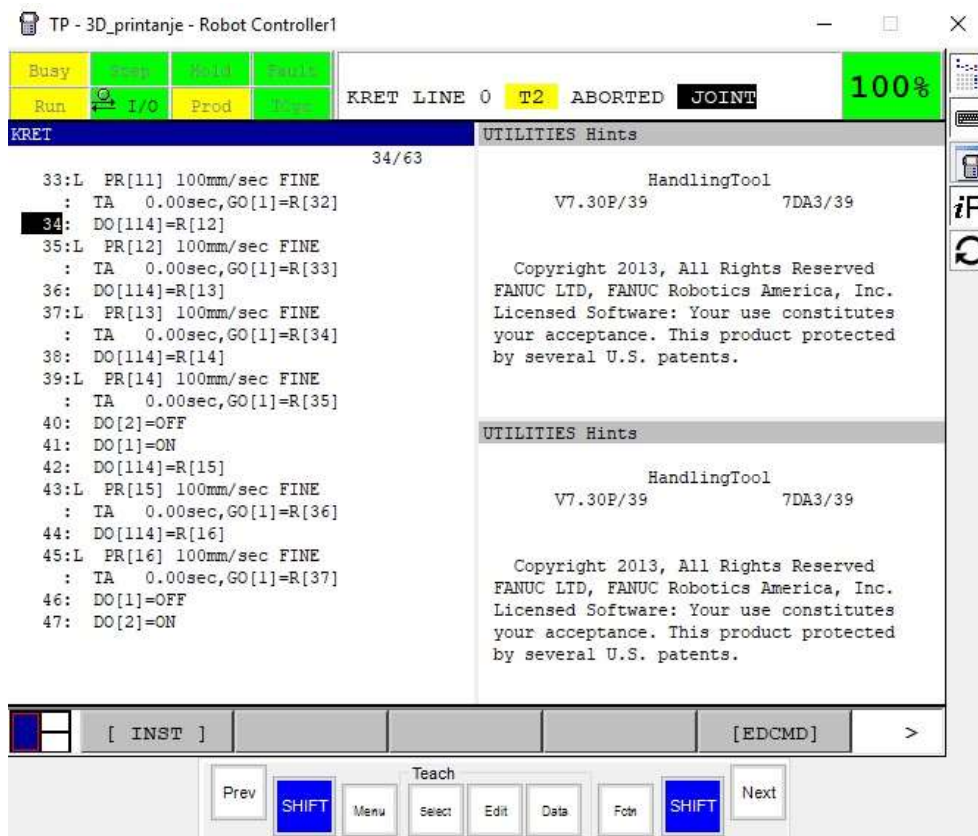 TP - 3D_printanje - Robot Controller1
Busy Step Hold Fault
Run I/O Prod
KRET LINE 0 T2 ABORTED JOINT
100%
KRET
34/63
33:L PR[11] 100mm/sec FINE
: TA 0.00sec,GO[1]=R[32]
34: DO[114]=R[12]
35:L PR[12] 100mm/sec FINE
: TA 0.00sec,GO[1]=R[33]
36: DO[114]=R[13]
37:L PR[13] 100mm/sec FINE
: TA 0.00sec,GO[1]=R[34]
38: DO[114]=R[14]
39:L PR[14] 100mm/sec FINE
: TA 0.00sec,GO[1]=R[35]
40: DO[2]=OFF
41: DO[1]=ON
42: DO[114]=R[15]
43:L PR[15] 100mm/sec FINE
: TA 0.00sec,GO[1]=R[36]
44: DO[114]=R[16]
45:L PR[16] 100mm/sec FINE
: TA 0.00sec,GO[1]=R[37]
46: DO[1]=OFF
47: DO[2]=ON
UTILITIES Hints
HandlingTool
V7.30P/39 7DA3/39
Copyright 2013, All Rights Reserved
FANUC LTD, FANUC Robotics America, Inc.
Licensed Software: Your use constitutes
your acceptance. This product protected
by several U.S. patents.
UTILITIES Hints
HandlingTool
V7.30P/39 7DA3/39
Copyright 2013, All Rights Reserved
FANUC LTD, FANUC Robotics America, Inc.
Licensed Software: Your use constitutes
your acceptance. This product protected
by several U.S. patents.
[ INST ] [EDCMD] >
Teach
Prev SHIFT Menu Select Edit Data Fctn SHIFT Next